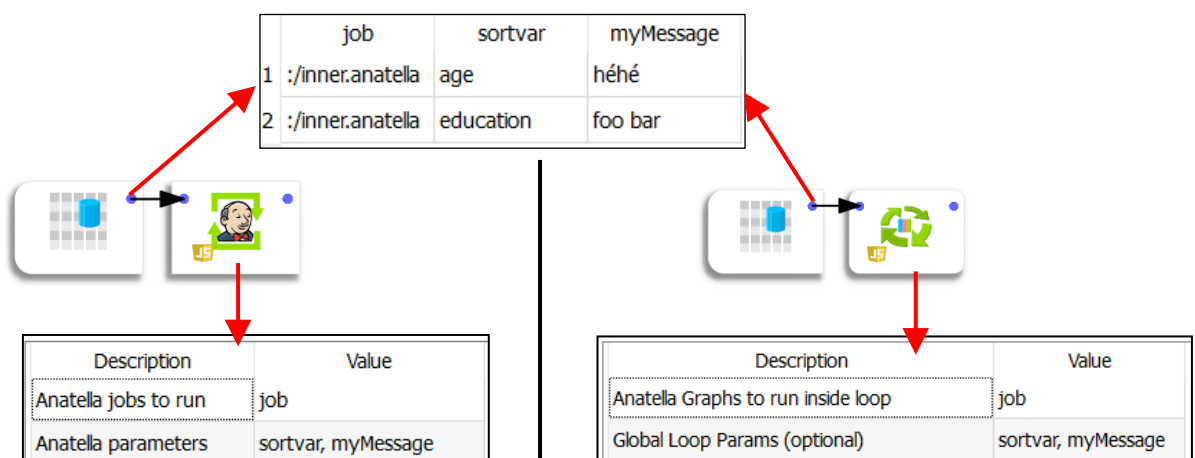 job sortvar myMessage
1 :/inner.anatella age héhé
2 :/inner.anatella education foo bar
JS
JS
Description Value
Anatella jobs to run job
Anatella parameters sortvar, myMessage
Description Value
Anatella Graphs to run inside loop job
Global Loop Params (optional) sortvar, myMessage